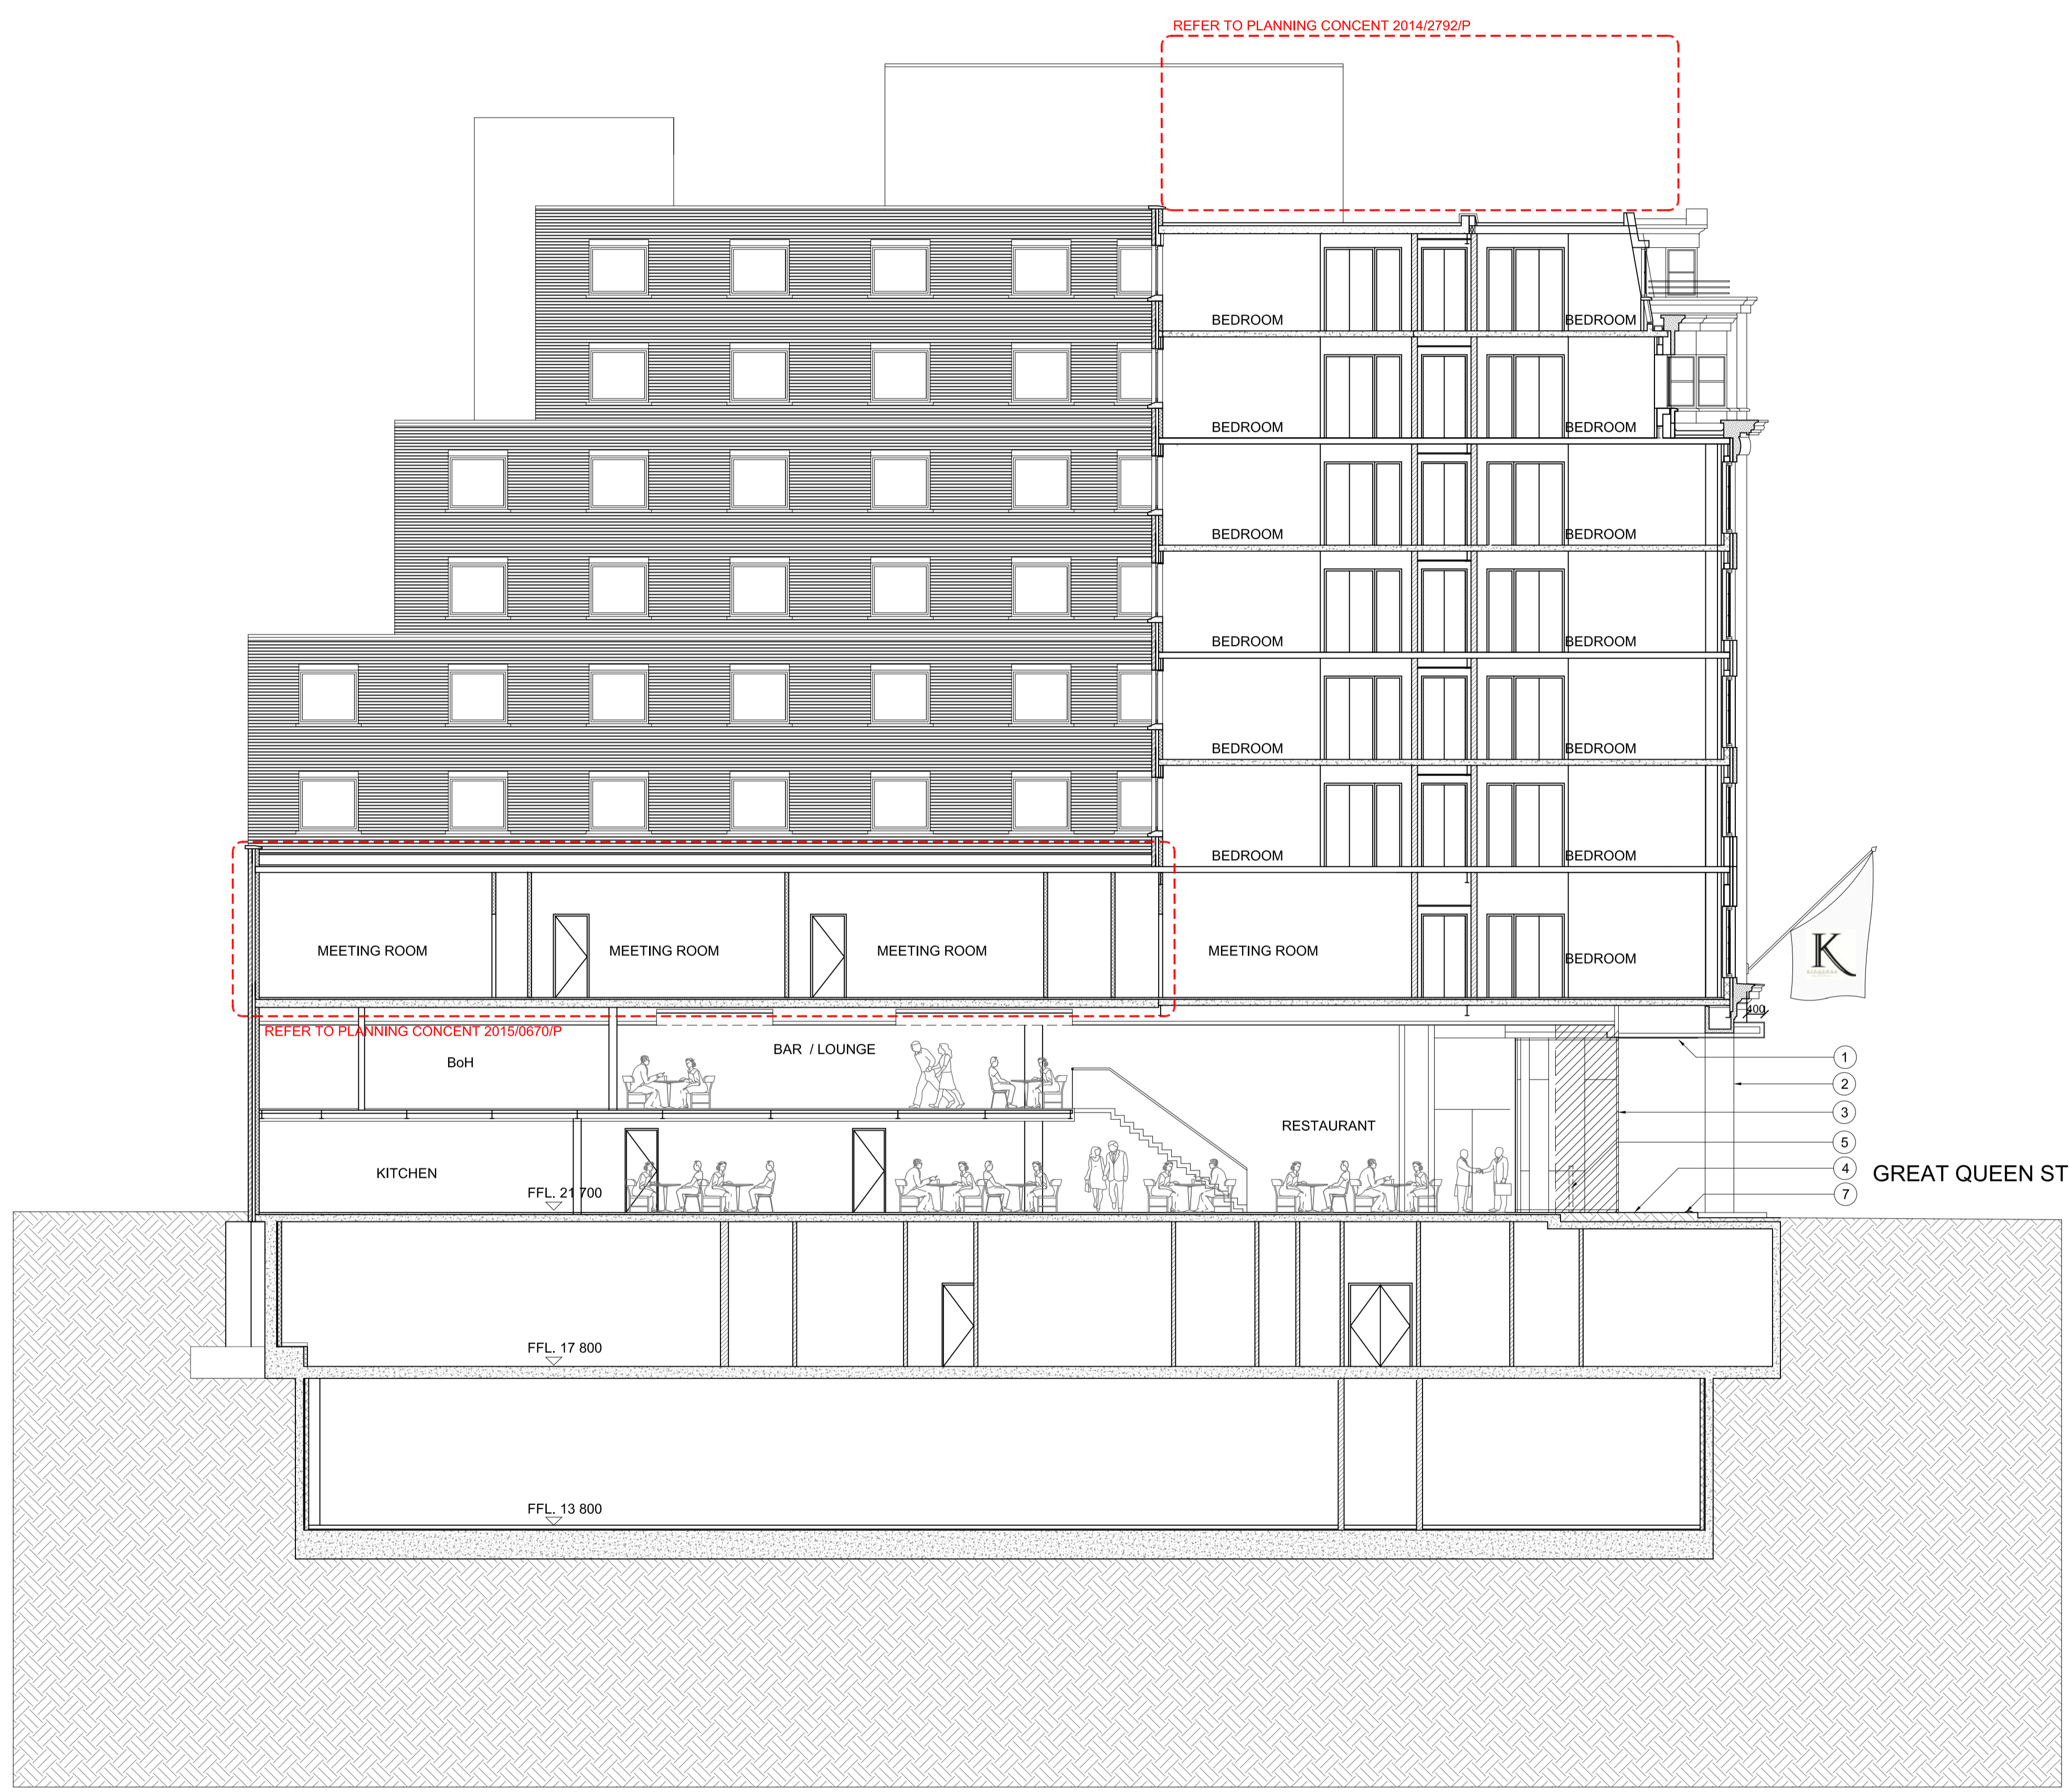 REFER TO PLANNING CONCENT 2014/2792/P
BEDROOM BEDROOM
BEDROOM BEDROOM
BEDROOM BEDROOM
BEDROOM BEDROOM
BEDROOM BEDROOM
BEDROOM BEDROOM
MEETING ROOM MEETING ROOM MEETING ROOM MEETING ROOM BEDROOM
K
400
REFER TO PLANNING CONCENT 2015/0670/P
BoH
BAR / LOUNGE
1
2
3
RESTAURANT
5
4
GREAT QUEEN ST
KITCHEN
7
FFL. 21 700
FFL. 17 800
FFL. 13 800